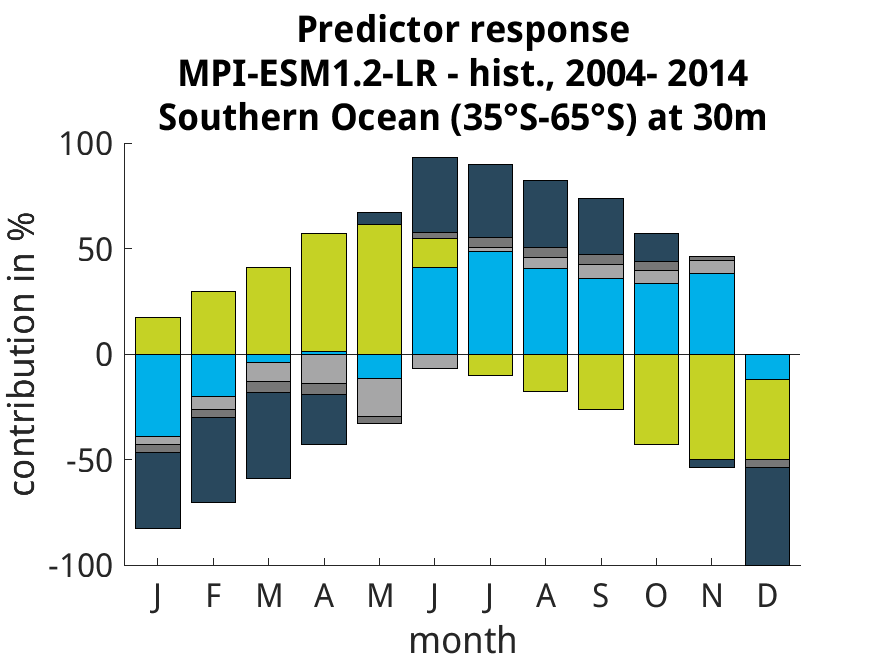 Predictor response
MPI-ESM1.2-LR - hist., 2004- 2014
Southern Ocean (35°S-65°S) at 30m
100
50
0
-50
-100
contribution in %
J F M A M J J A S O N D
month